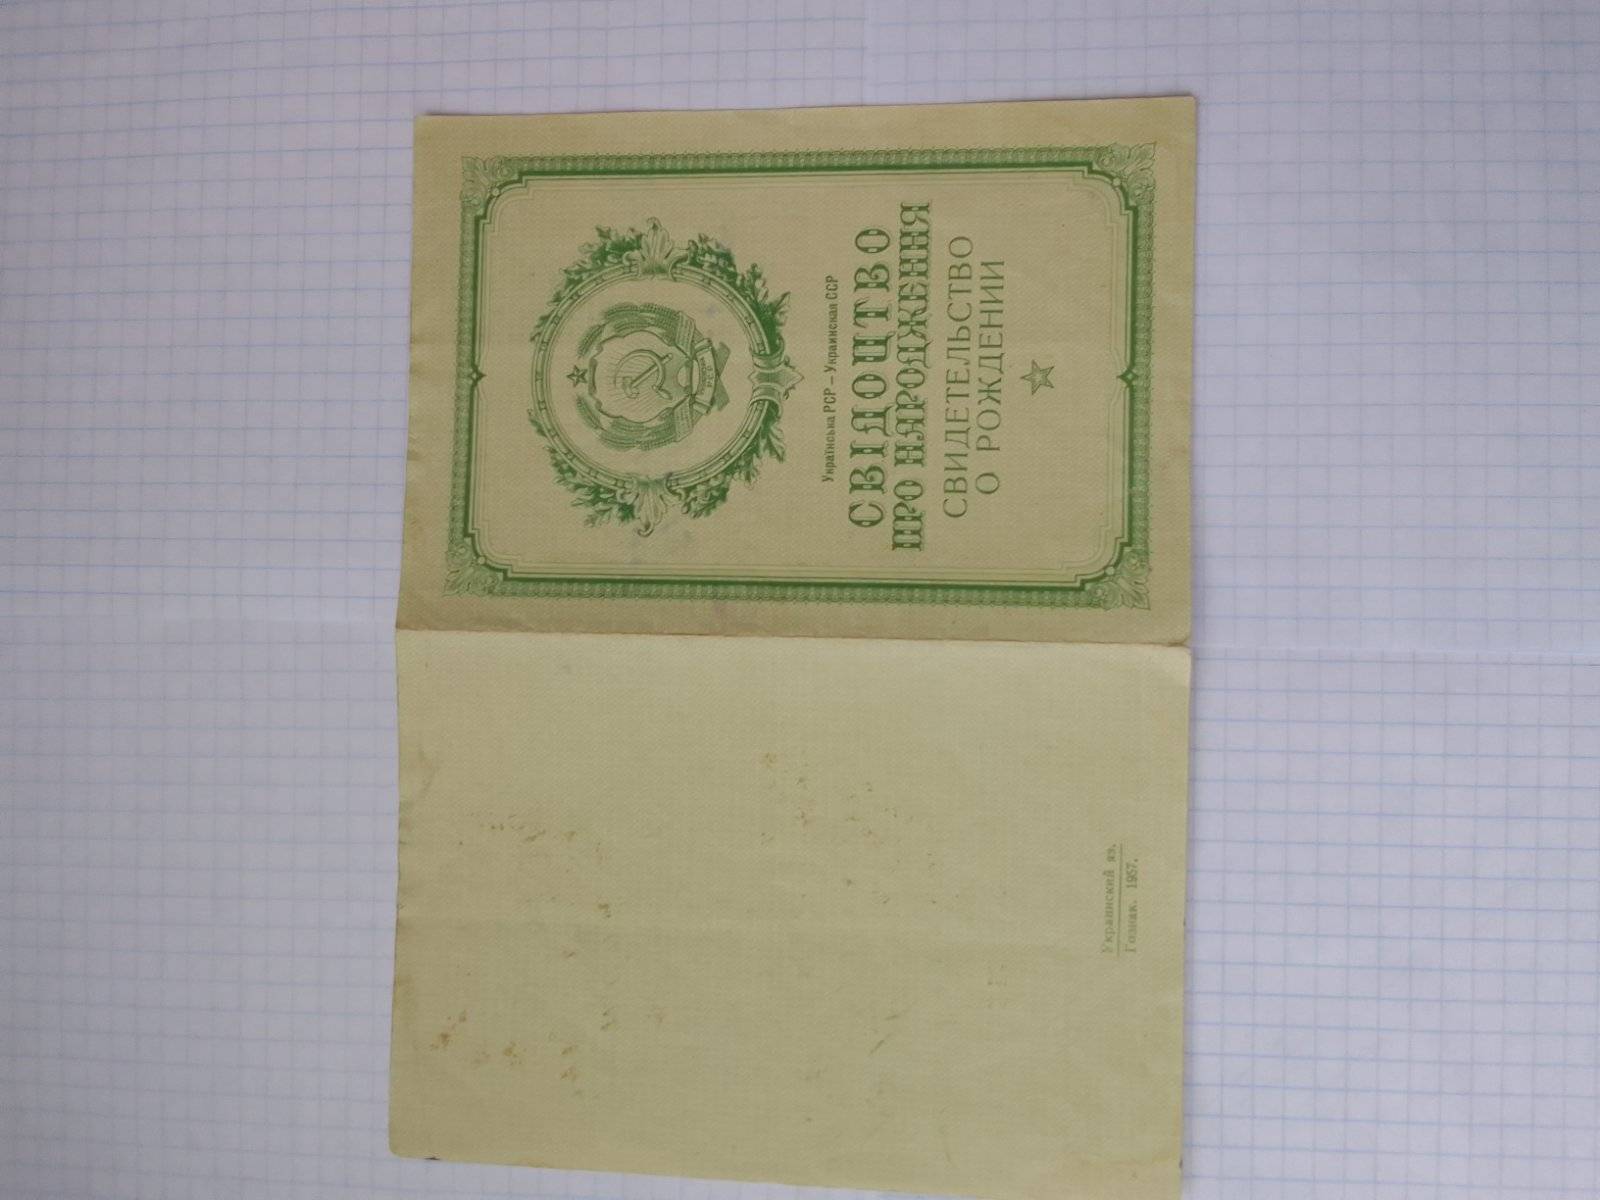 Українська РСР – Украинская ССР
СВІДОЦТВО
ПРО НАРОДЖЕННЯ
СВИДЕТЕЛЬСТВО
О РОЖДЕНИИ
Украинский яз.
Гознак. 1957.